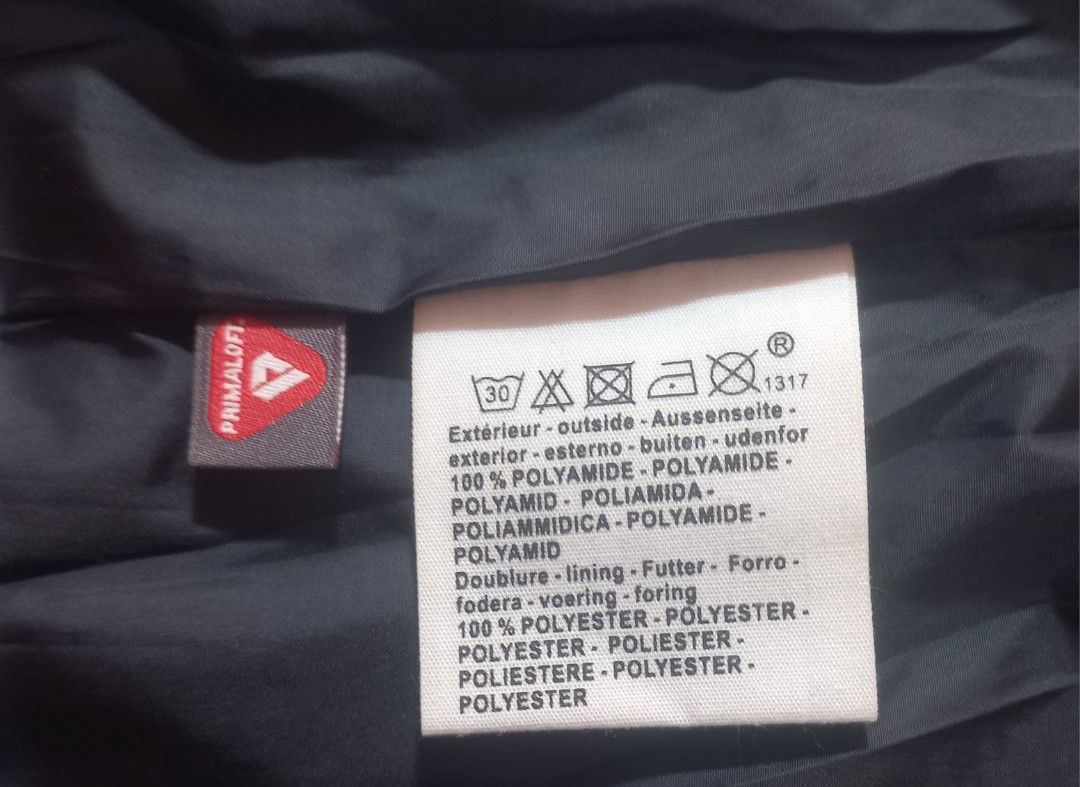 PRIMALOFT
®
30 1317
Extérieur - outside - Aussenseite -
exterior - esterno - buiten - udenfor
100 % POLYAMIDE - POLYAMIDE -
POLYAMID - POLIAMIDA -
POLIAMMIDICA - POLYAMIDE -
POLYAMID
Doublure - lining - Futter - Forro -
fodera - voering - foring
100 % POLYESTER - POLYESTER -
POLYESTER - POLIESTER -
POLIESTERE - POLYESTER -
POLYESTER